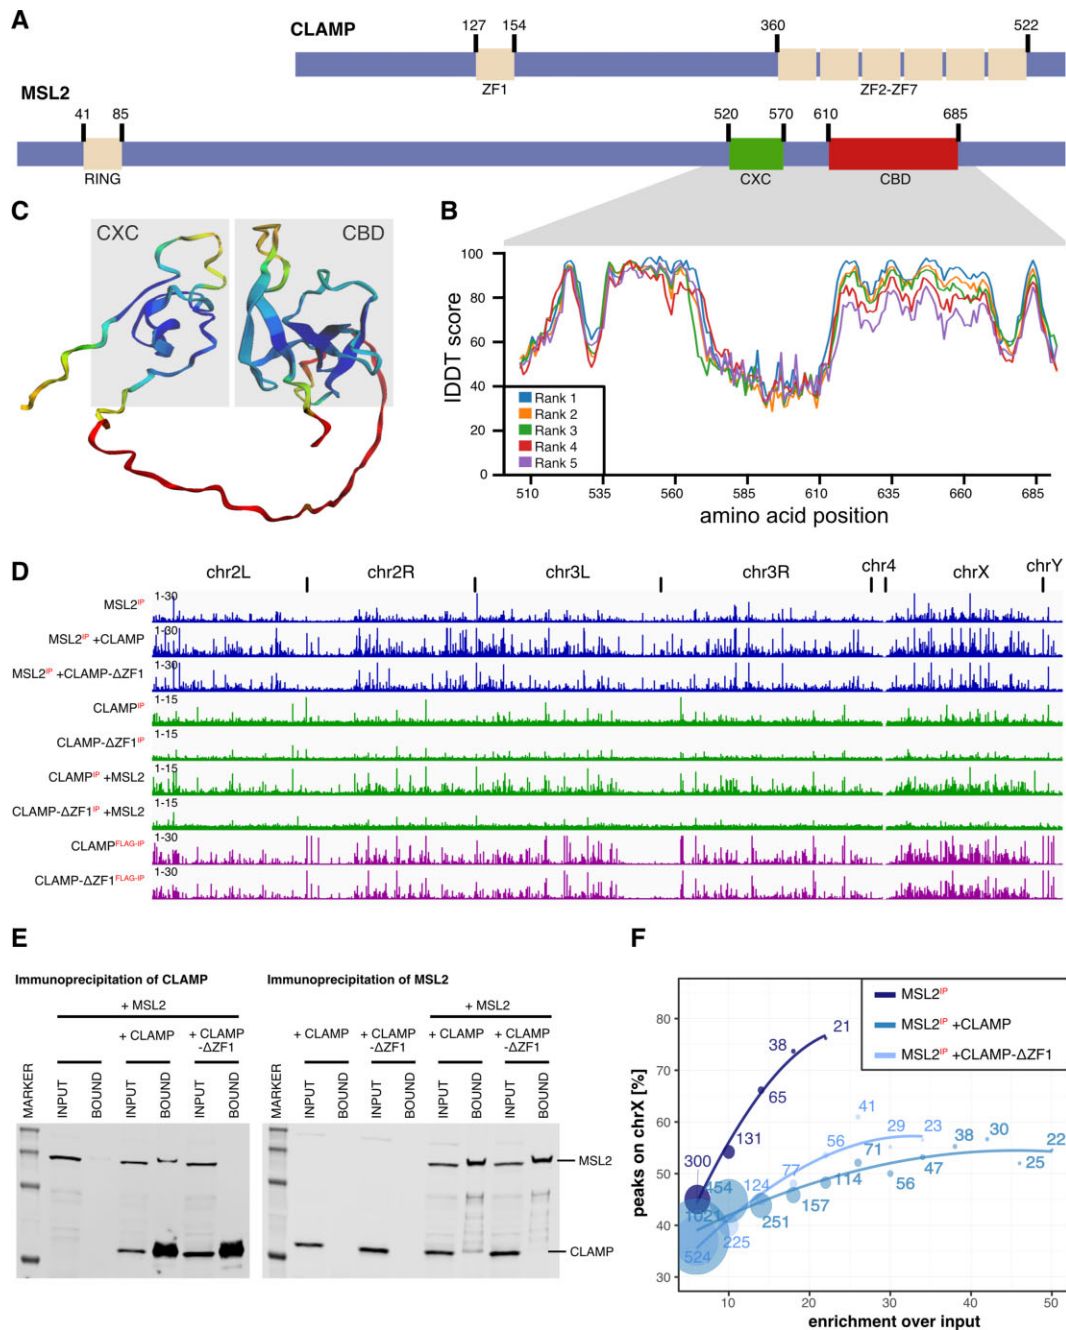 A
CLAMP
127 154 360 522
ZF1 ZF2-ZF7
MSL2
41 85 520 570 610 685
RING CXC CBD
C
CXC CBD
B
lDDT score
100
80
60
40
20
0
Rank 1
Rank 2
Rank 3
Rank 4
Rank 5
510 535 560 585 610 635 660 685
amino acid position
D
chr2L chr2R chr3L chr3R chr4 chrX chrY
MSL2IP 1-30
MSL2IP +CLAMP 1-30
MSL2IP +CLAMP-ΔZF1 1-30
CLAMPIP 1-15
CLAMP-ΔZF1IP 1-15
CLAMPIP +MSL2 1-15
CLAMP-ΔZF1IP +MSL2 1-15
CLAMPFLAG-IP 1-30
CLAMP-ΔZF1FLAG-IP 1-30
E
Immunoprecipitation of CLAMP
+ MSL2
+ CLAMP + CLAMP
-ΔZF1
MARKER INPUT BOUND INPUT BOUND INPUT BOUND
Immunoprecipitation of MSL2
+ MSL2
+ CLAMP + CLAMP
-ΔZF1
+ CLAMP + CLAMP
-ΔZF1
MARKER INPUT BOUND INPUT BOUND INPUT BOUND INPUT BOUND
MSL2
CLAMP
F
peaks on chrX [%]
80
70
60
50
40
30
MSL2IP
MSL2IP +CLAMP
MSL2IP +CLAMP-ΔZF1
21
38
65
131
300
41
29 23
56
77
124
225
524
38 30
22
71
47
25
56
114
157
251
454
1021
10 20 30 40 50
enrichment over input